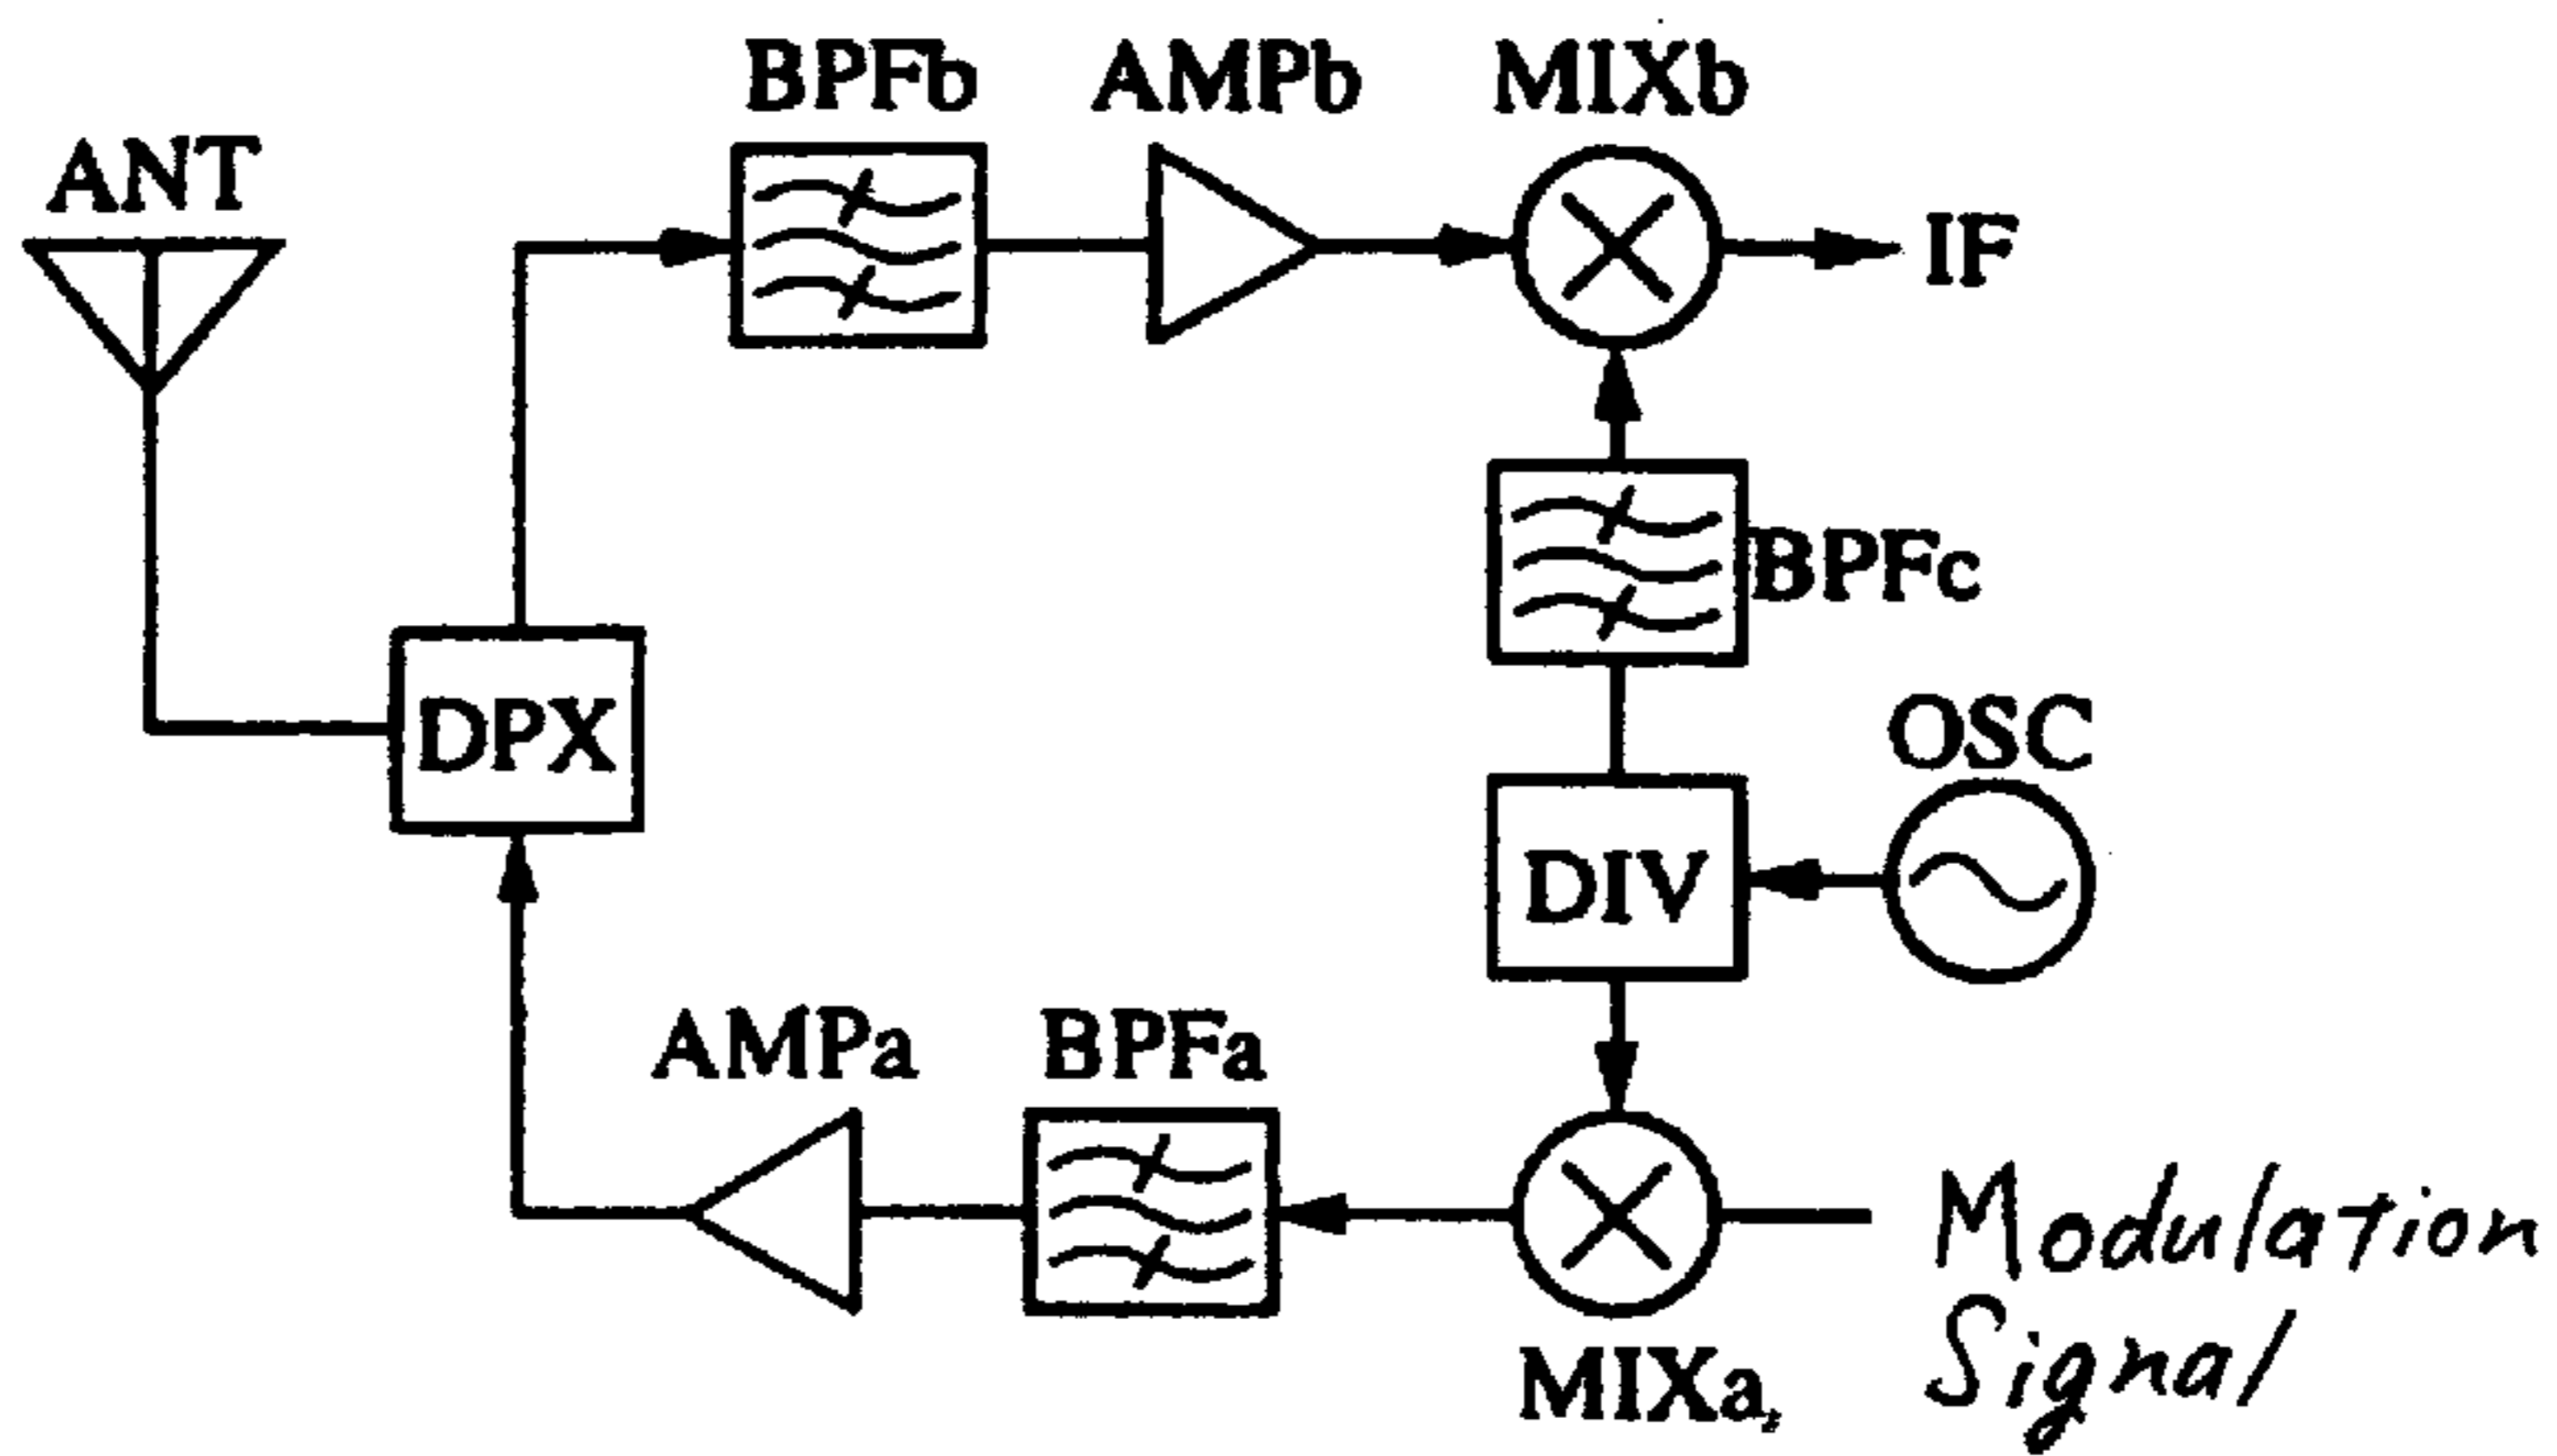 BPFb AMPb MIXb
ANT
IF
BPFc
DPX
OSC
DIV
AMPa BPFa
Modulation
Signal
MIXa,